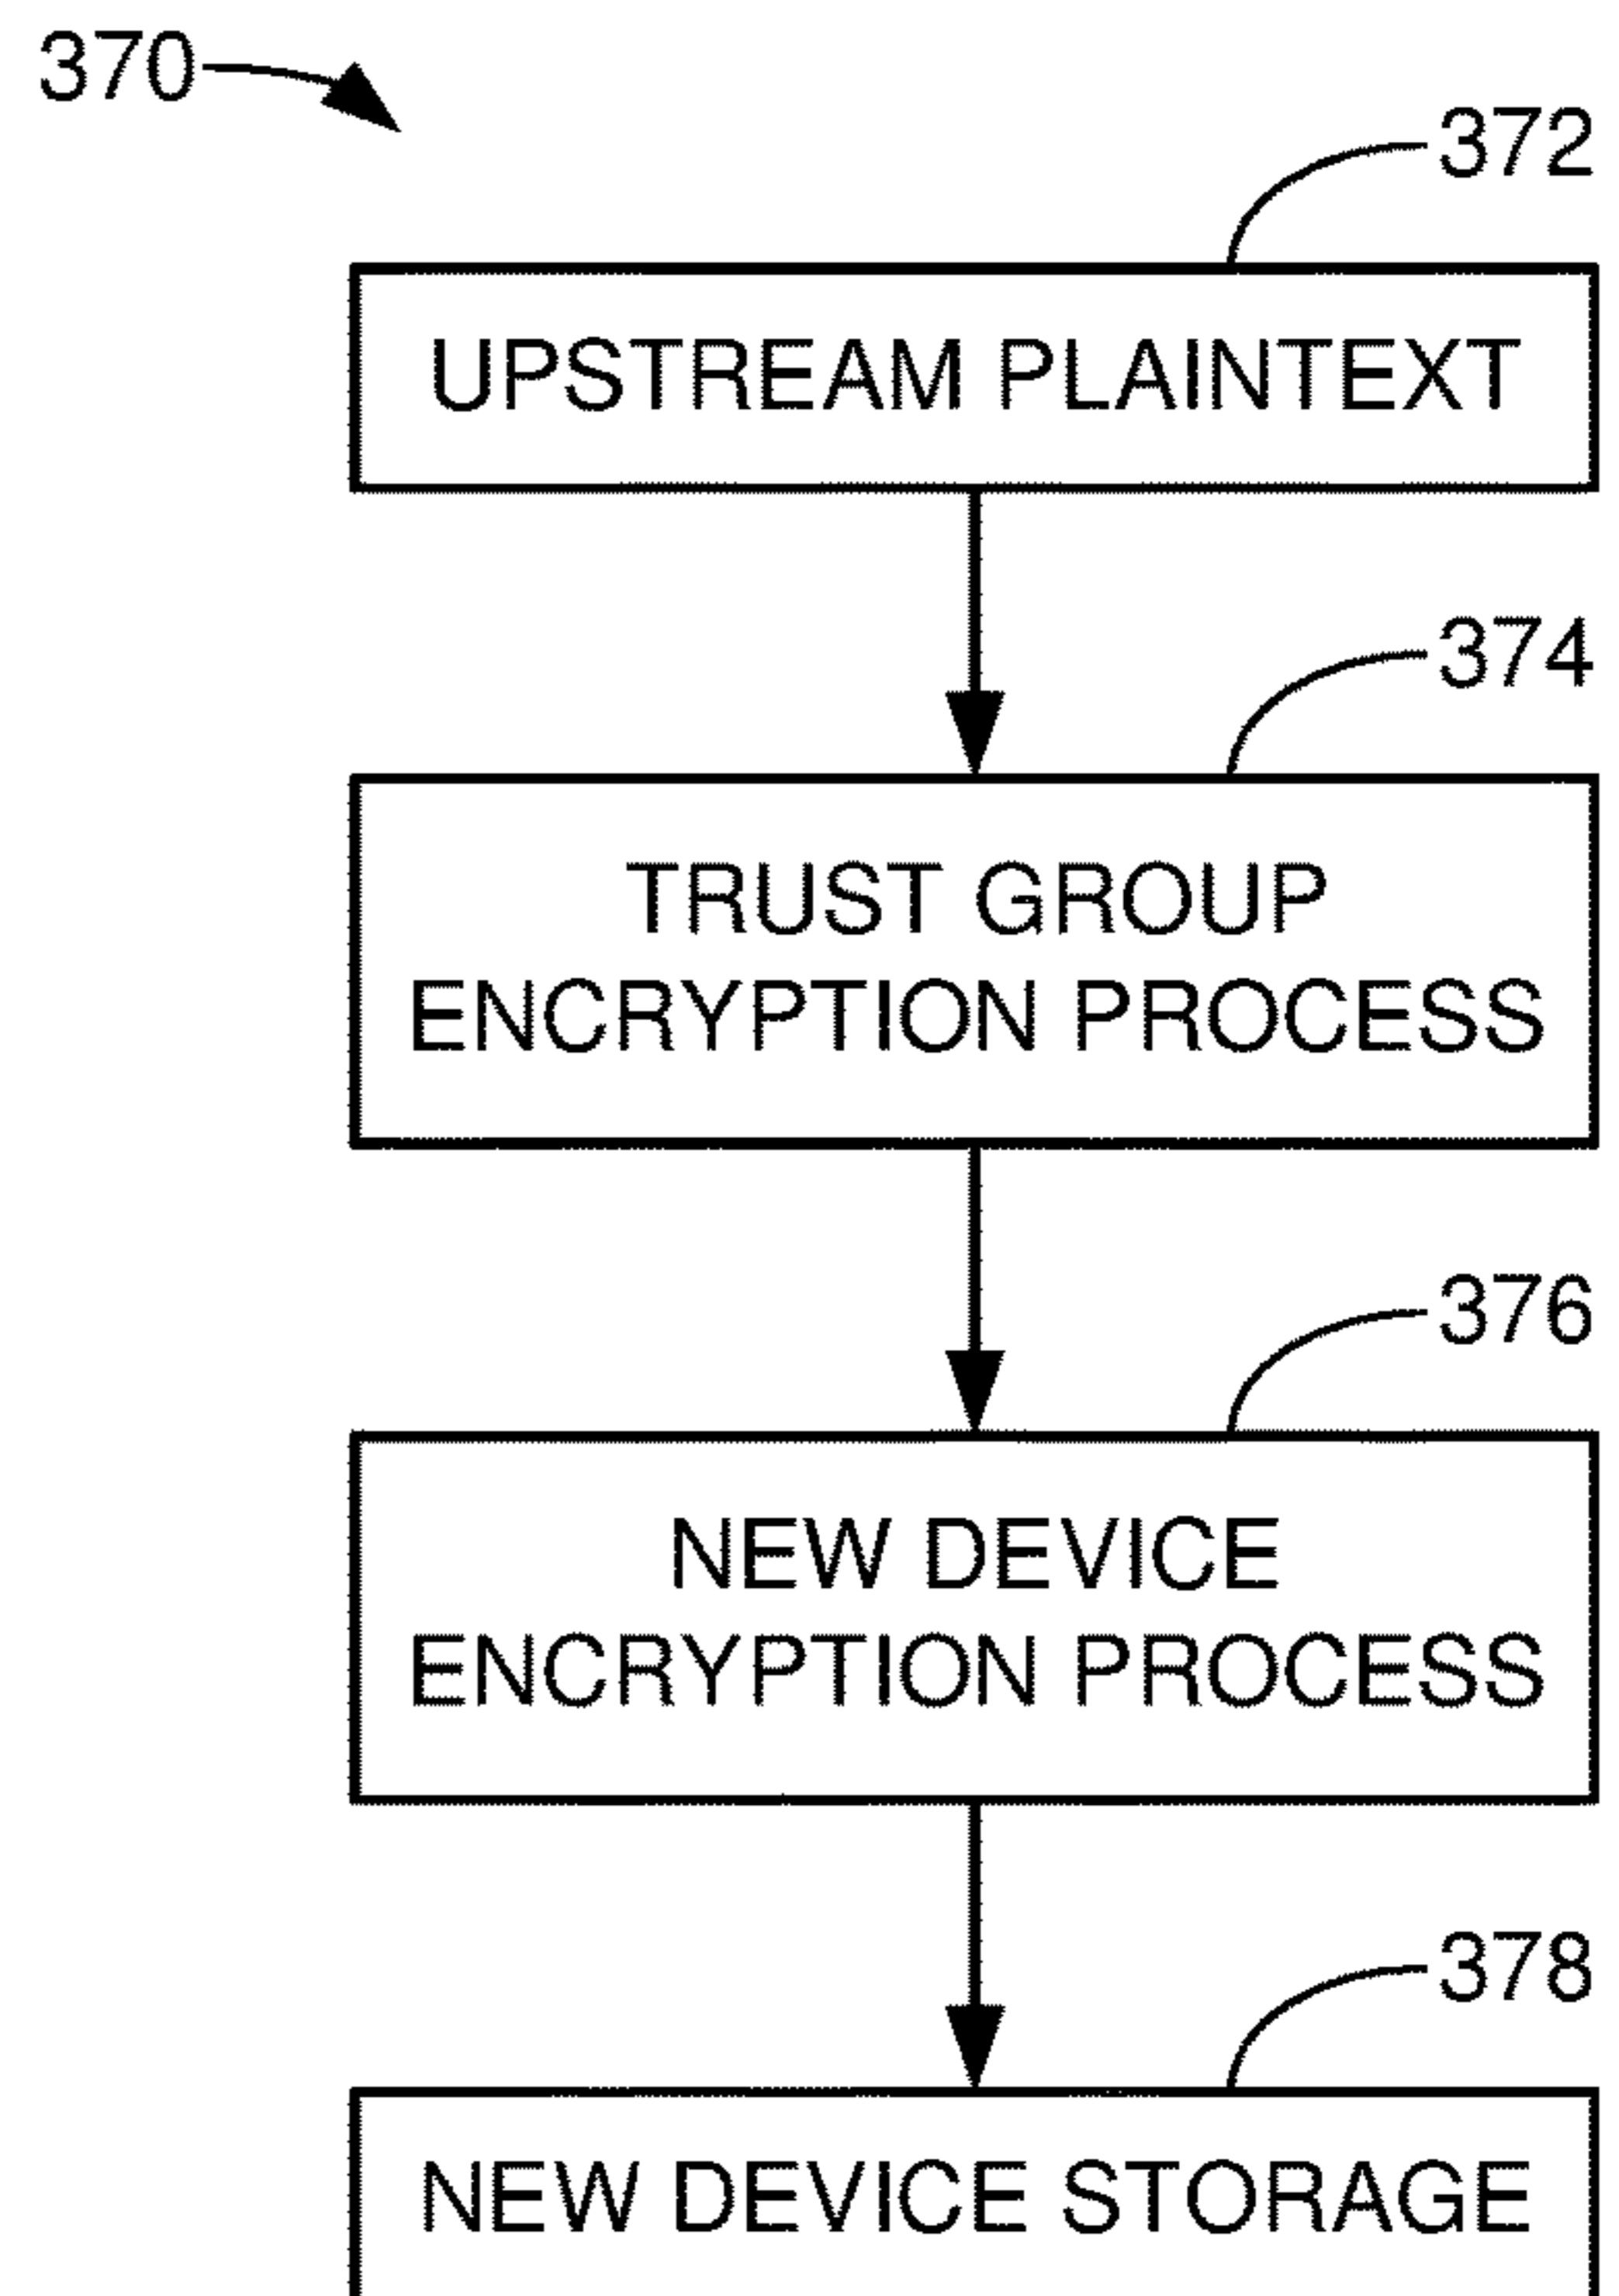 370
372
UPSTREAM PLAINTEXT
374
TRUST GROUP
ENCRYPTION PROCESS
376
NEW DEVICE
ENCRYPTION PROCESS
378
NEW DEVICE STORAGE